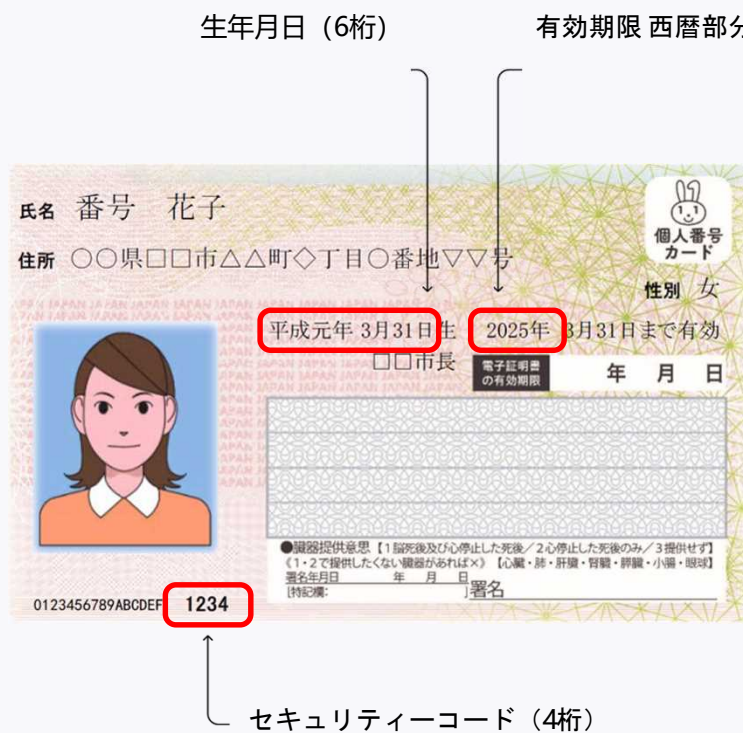 生年月日（6桁）
有効期限 西暦部分
氏名 番号 花子
個人番号
カード
住所 ○○県□□市△△町◇丁目○番地▽▽号
性別 女
平成元年 3月31日生 2025年 3月31日まで有効
□□市長
電子証明書
の有効期限
年 月 日
●臓器提供意思【1脳死後及び心停止した死後／2心停止した死後のみ／3提供せず】
《1・2で提供したくない臓器があれば×》【心臓・肺・肝臓・腎臓・膵臓・小腸・眼球】
署名年月日 年 月 日
[特記欄: ] 署名
0123456789ABCDEF 1234
セキュリティーコード（4桁）